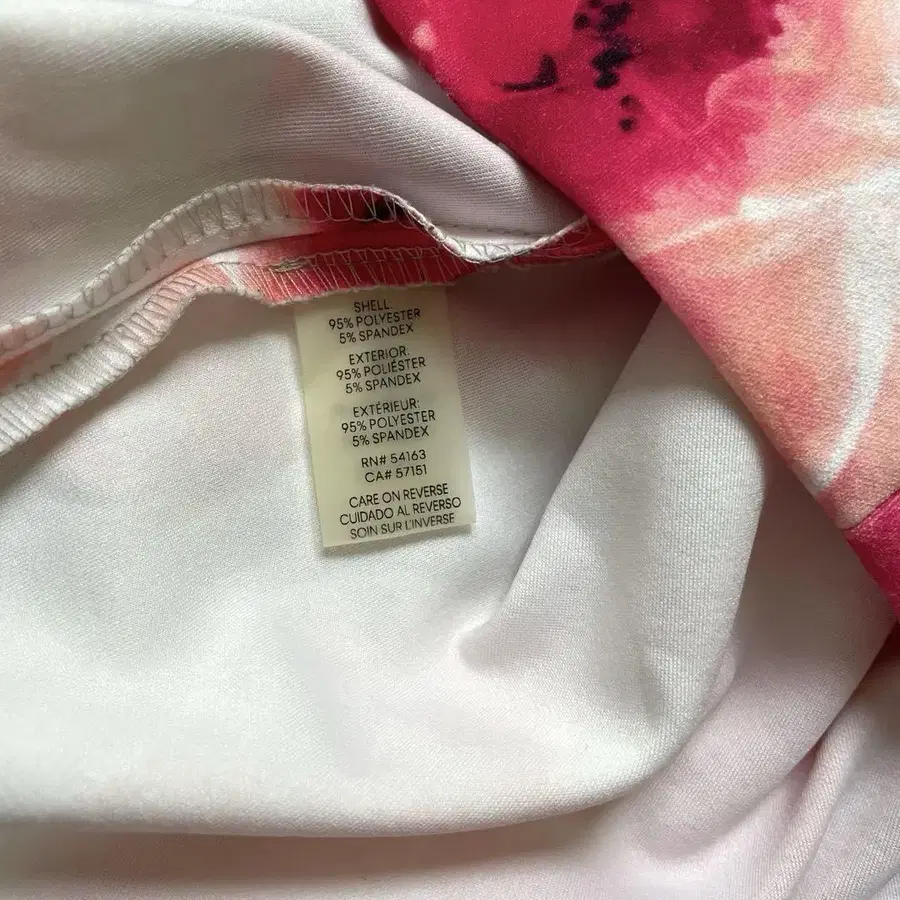 SHELL:
95% POLYESTER
5% SPANDEX
EXTERIOR:
95% POLIÉSTER
5% SPANDEX
EXTÉRIEUR:
95% POLYESTER
5% SPANDEX
RN# 54163
CA# 57151
CARE ON REVERSE
CUIDADO AL REVERSO
SOIN SUR L'INVERSE